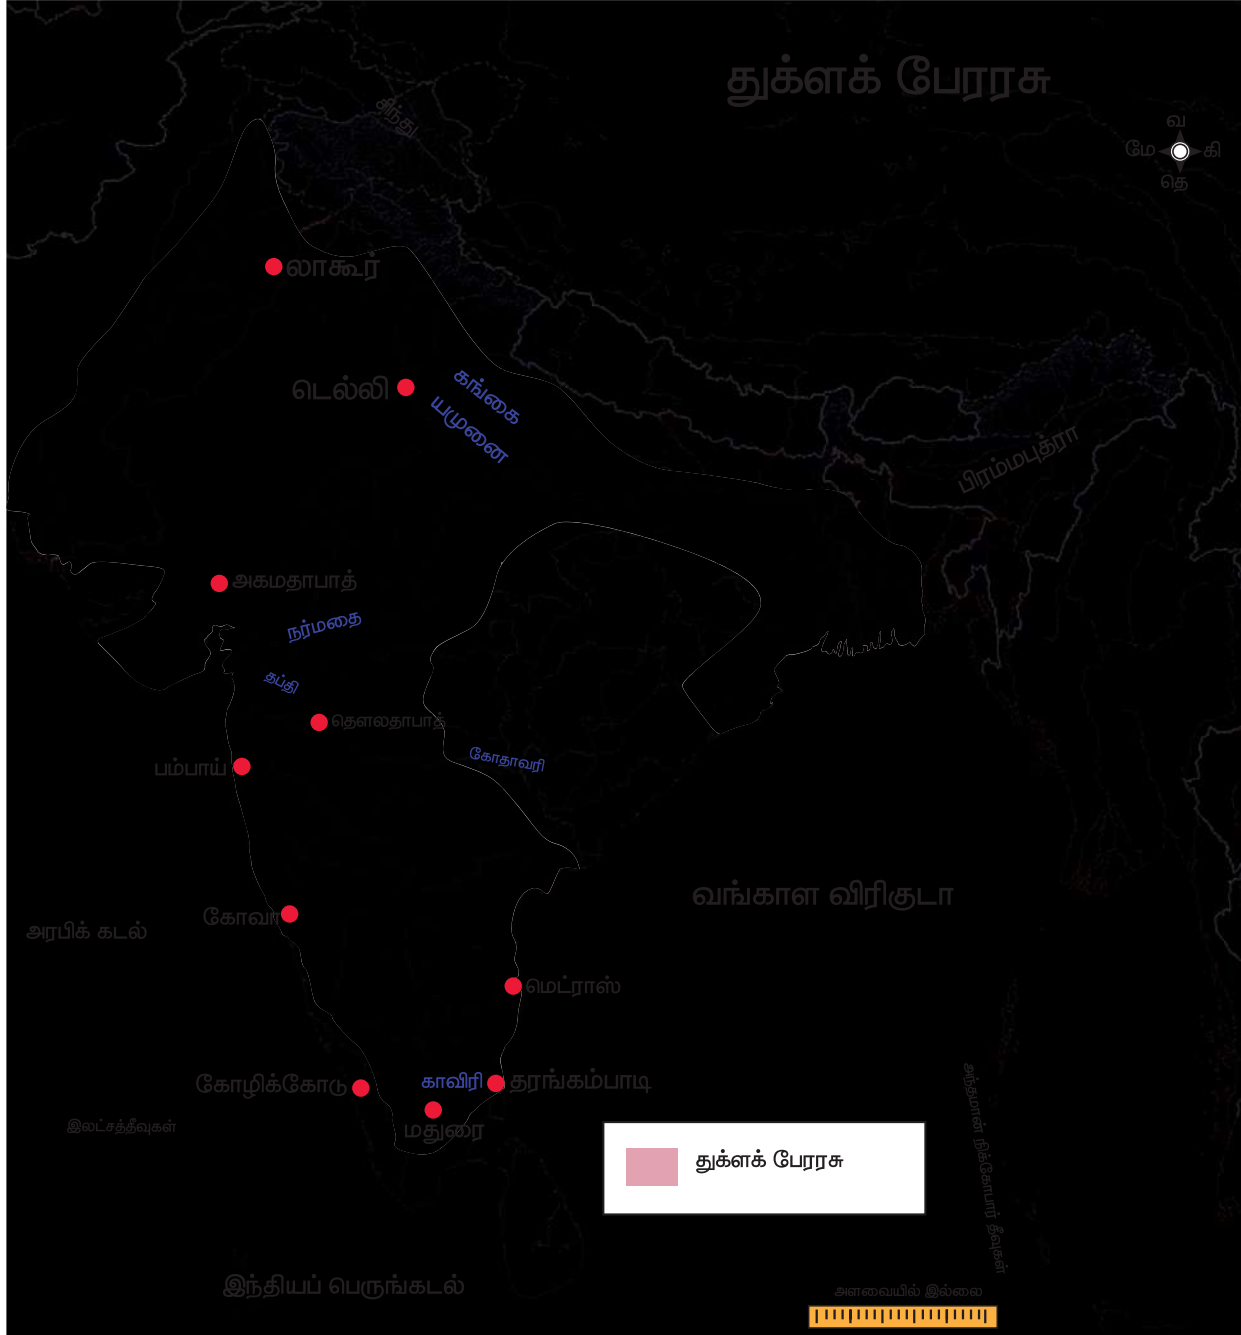 துக்ளக் பேரரசு
சிந்து
வ
மே
கி
தெ
லாகூர்
டெல்லி
கங்கை
யமுனை
பிரம்மபுத்ரா
அகமதாபாத்
நர்மதை
தப்தி
தௌலதாபாத்
பம்பாய்
கோதாவரி
வங்காள விரிகுடா
கோவா
அரபிக் கடல்
மெட்ராஸ்
காவிரி
தரங்கம்பாடி
கோழிக்கோடு
மதுரை
இலட்சத்தீவுகள்
அந்தமான் நிக்கோபார் தீவுகள்
துக்ளக் பேரரசு
இந்தியப் பெருங்கடல்
அளவையில் இல்லை